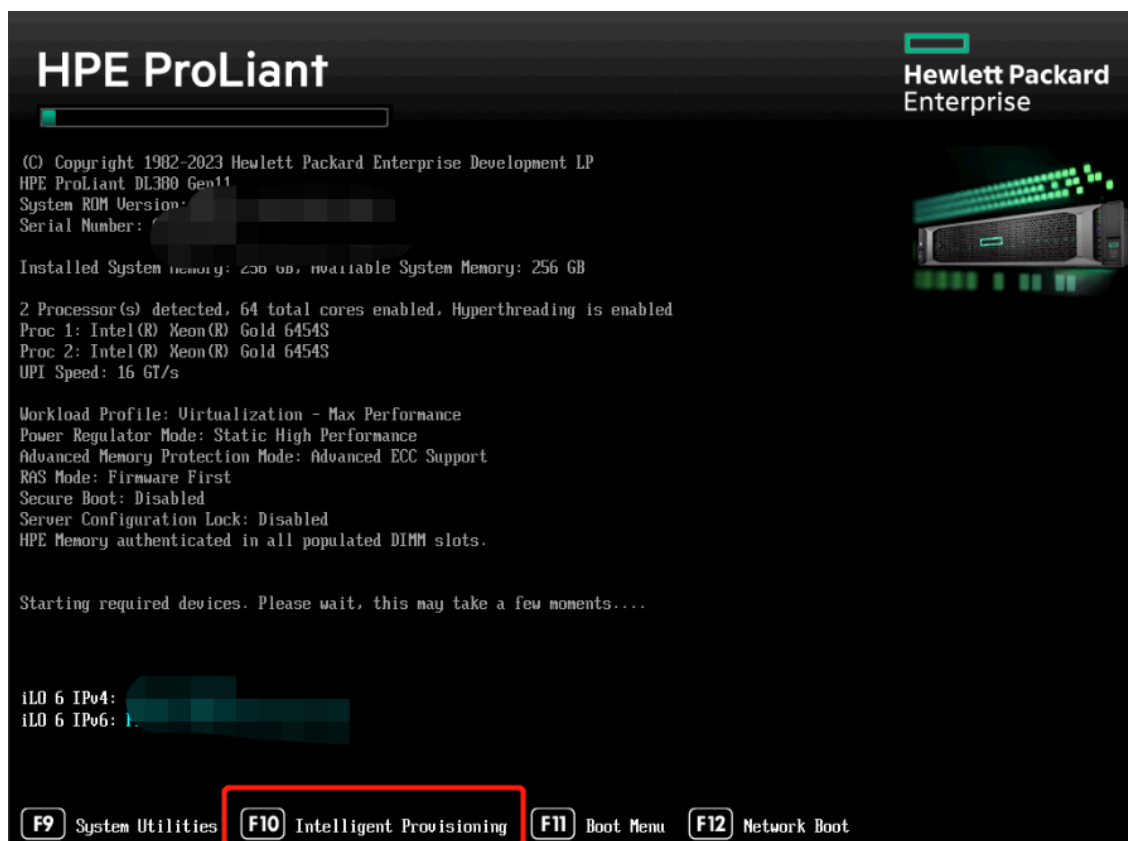 HPE ProLiant
Hewlett Packard
Enterprise
(C) Copyright 1982-2023 Hewlett Packard Enterprise Development LP
HPE ProLiant DL380 Gen11
System ROM Version:
Serial Number:
Installed System Memory: 256 GB, Available System Memory: 256 GB
2 Processor(s) detected, 64 total cores enabled, Hyperthreading is enabled
Proc 1: Intel(R) Xeon(R) Gold 6454S
Proc 2: Intel(R) Xeon(R) Gold 6454S
UPI Speed: 16 GT/s
Workload Profile: Virtualization - Max Performance
Power Regulator Mode: Static High Performance
Advanced Memory Protection Mode: Advanced ECC Support
RAS Mode: Firmware First
Secure Boot: Disabled
Server Configuration Lock: Disabled
HPE Memory authenticated in all populated DIMM slots.
Starting required devices. Please wait, this may take a few moments....
iLO 6 IPv4:
iLO 6 IPv6:
F9 System Utilities F10 Intelligent Provisioning F11 Boot Menu F12 Network Boot